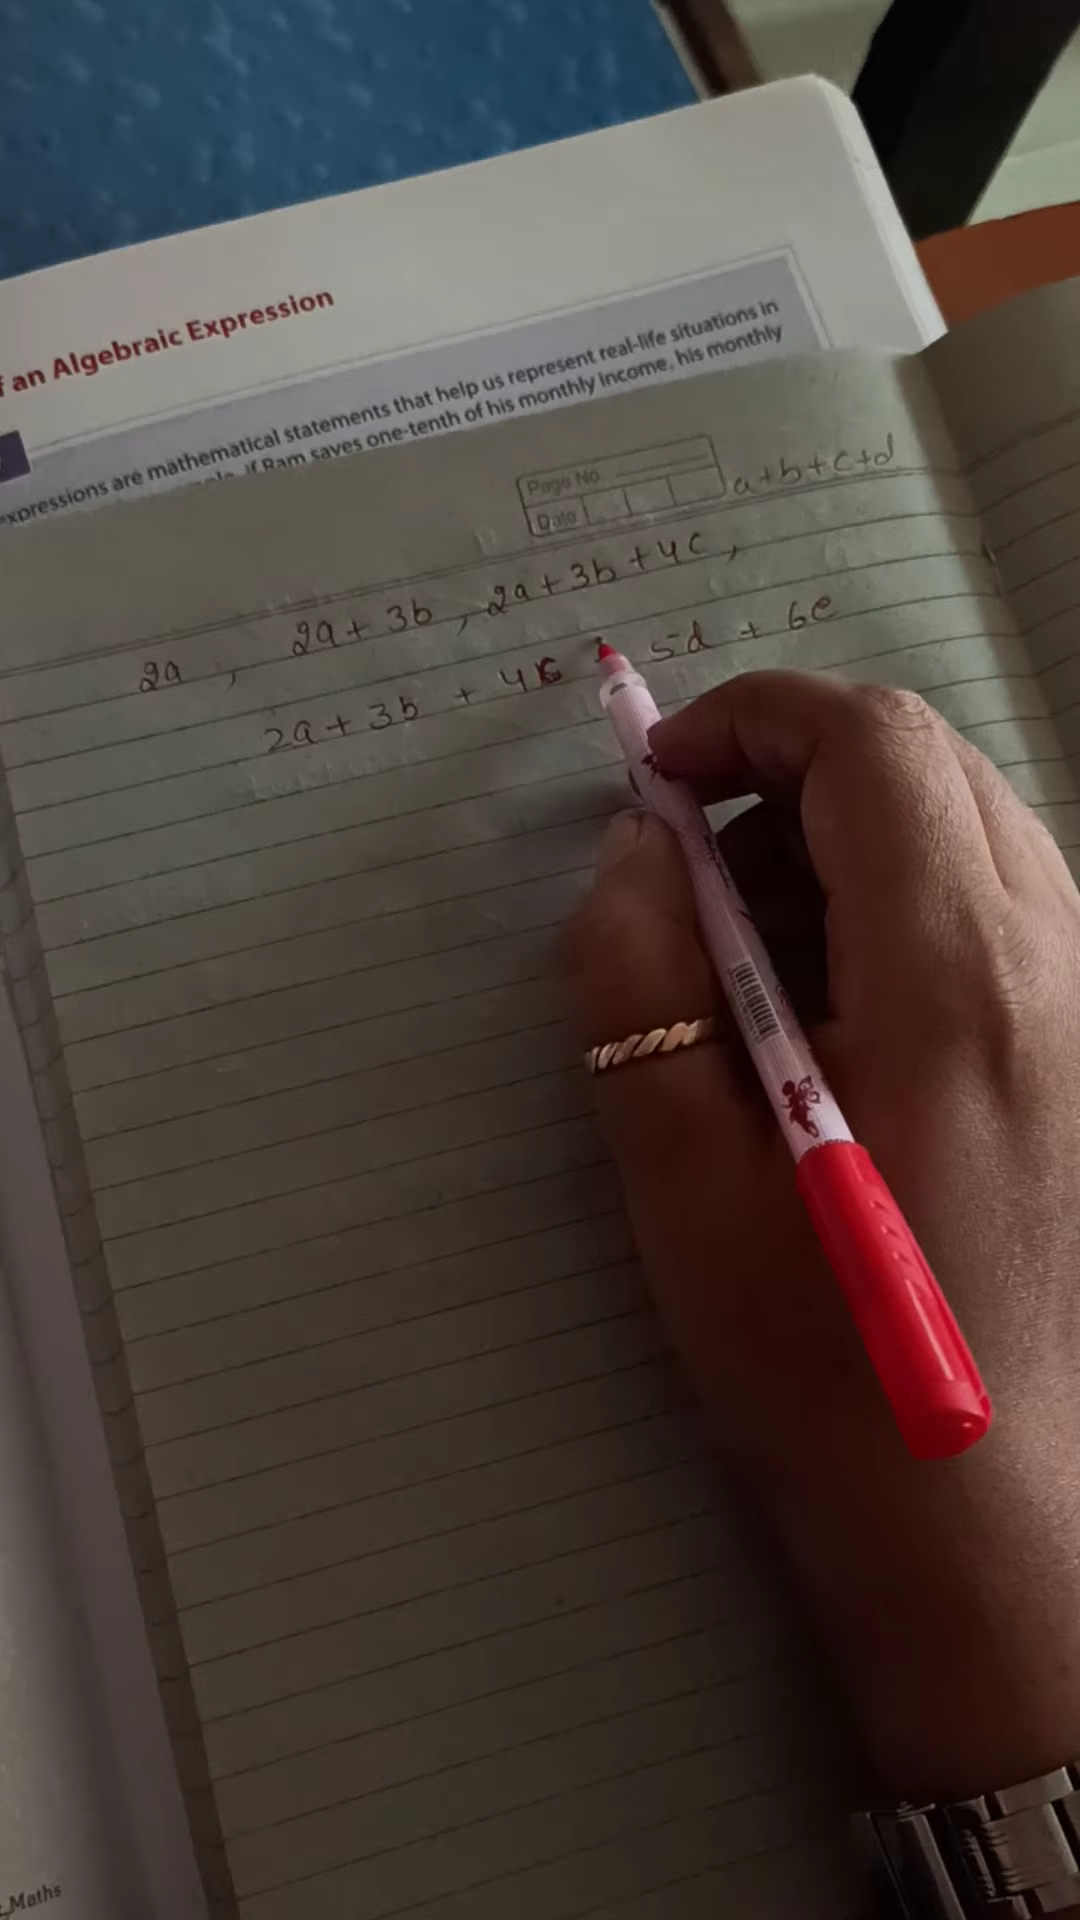 f an Algebraic Expression
expressions are mathematical statements that help us represent real-life situations in
if Ram saves one-tenth of his monthly income, his monthly
Page No.
Date
a+b+c+d
2a , 2a + 3b , 2a + 3b + 4c ,
2a + 3b + 4c + 5d + 6e
Maths